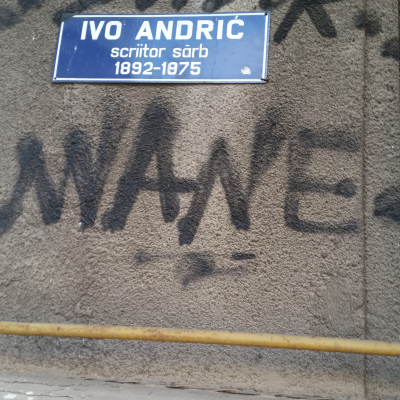 IVO ANDRIĆ
scriitor sârb
1892-1975
WANE